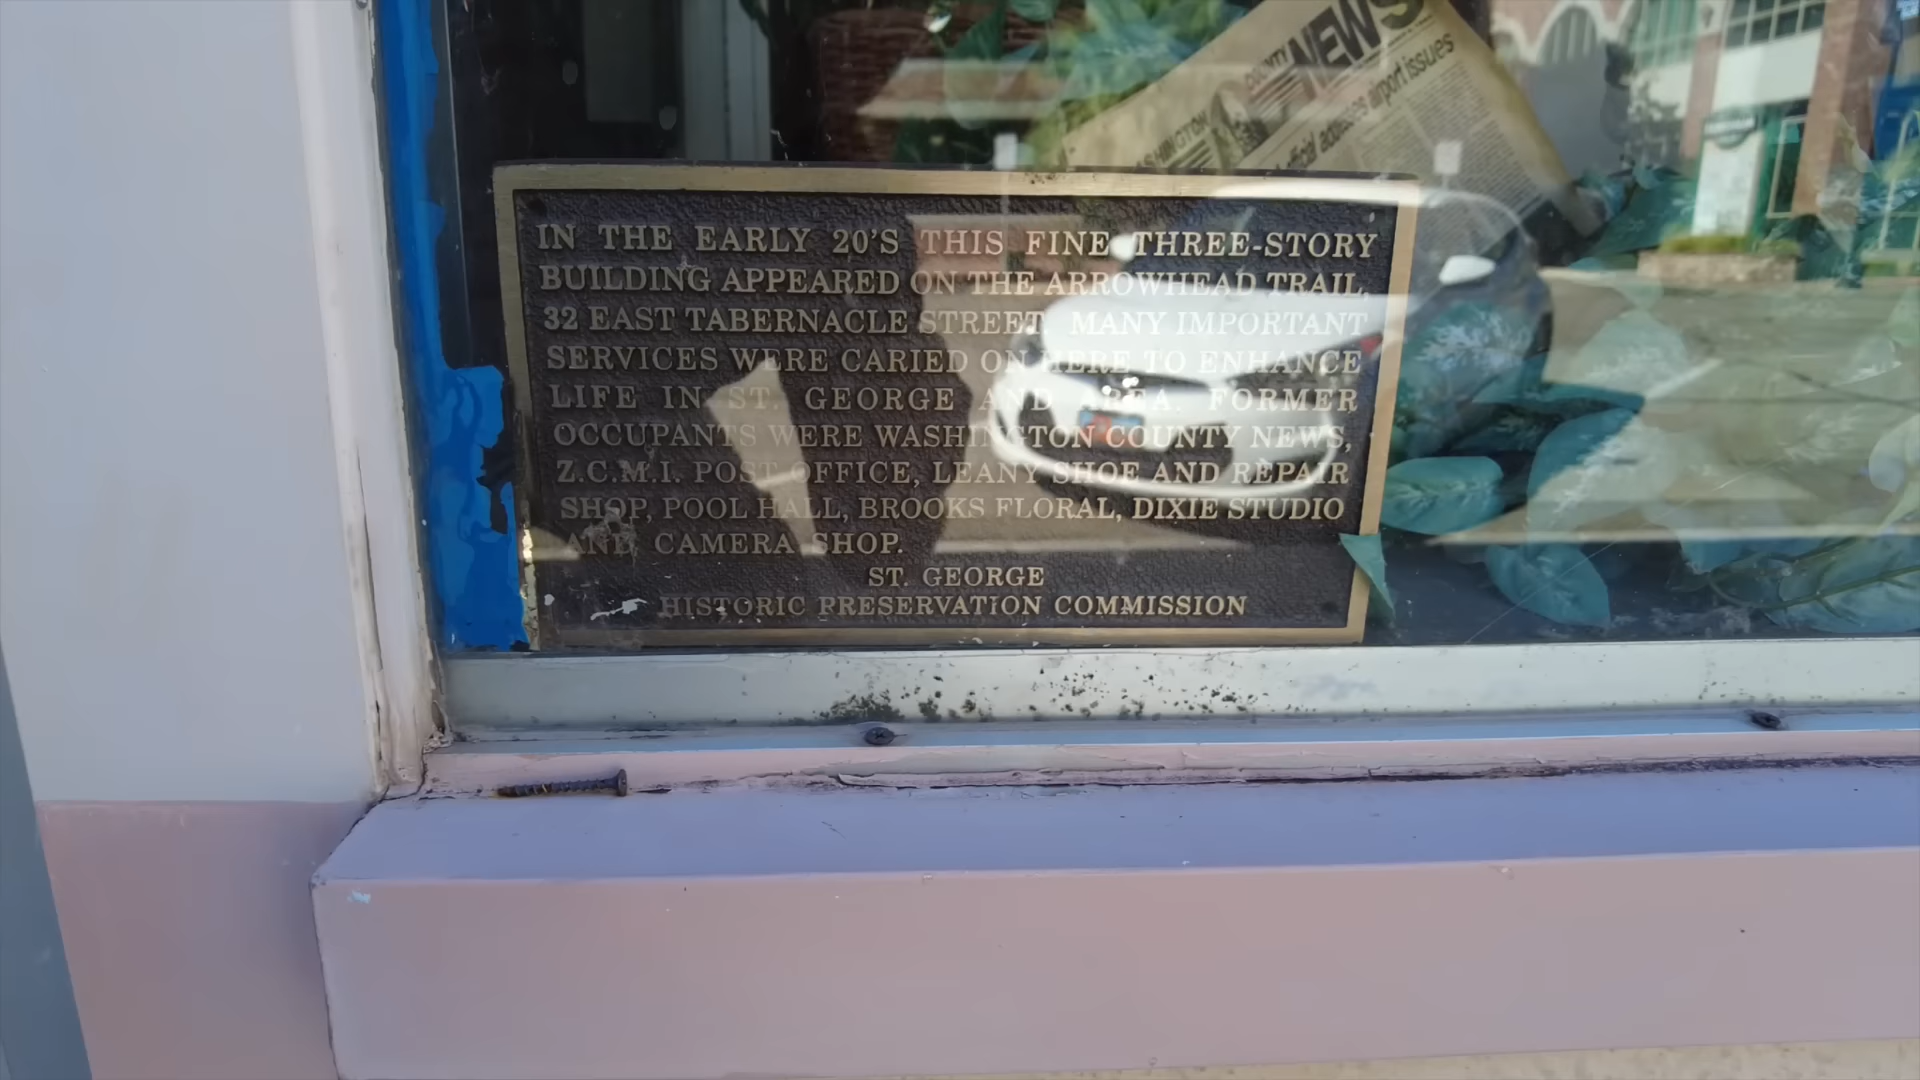 COUNTY NEWS
official addresses airport issues
IN THE EARLY 20'S THIS FINE THREE-STORY
BUILDING APPEARED ON THE ARROWHEAD TRAIL,
32 EAST TABERNACLE STREET. MANY IMPORTANT
SERVICES WERE CARIED ON HERE TO ENHANCE
LIFE IN ST. GEORGE AND AREA. FORMER
OCCUPANTS WERE WASHINGTON COUNTY NEWS,
Z.C.M.I. POST OFFICE, LEANY SHOE AND REPAIR
SHOP, POOL HALL, BROOKS FLORAL, DIXIE STUDIO
AND CAMERA SHOP.
ST. GEORGE
HISTORIC PRESERVATION COMMISSION